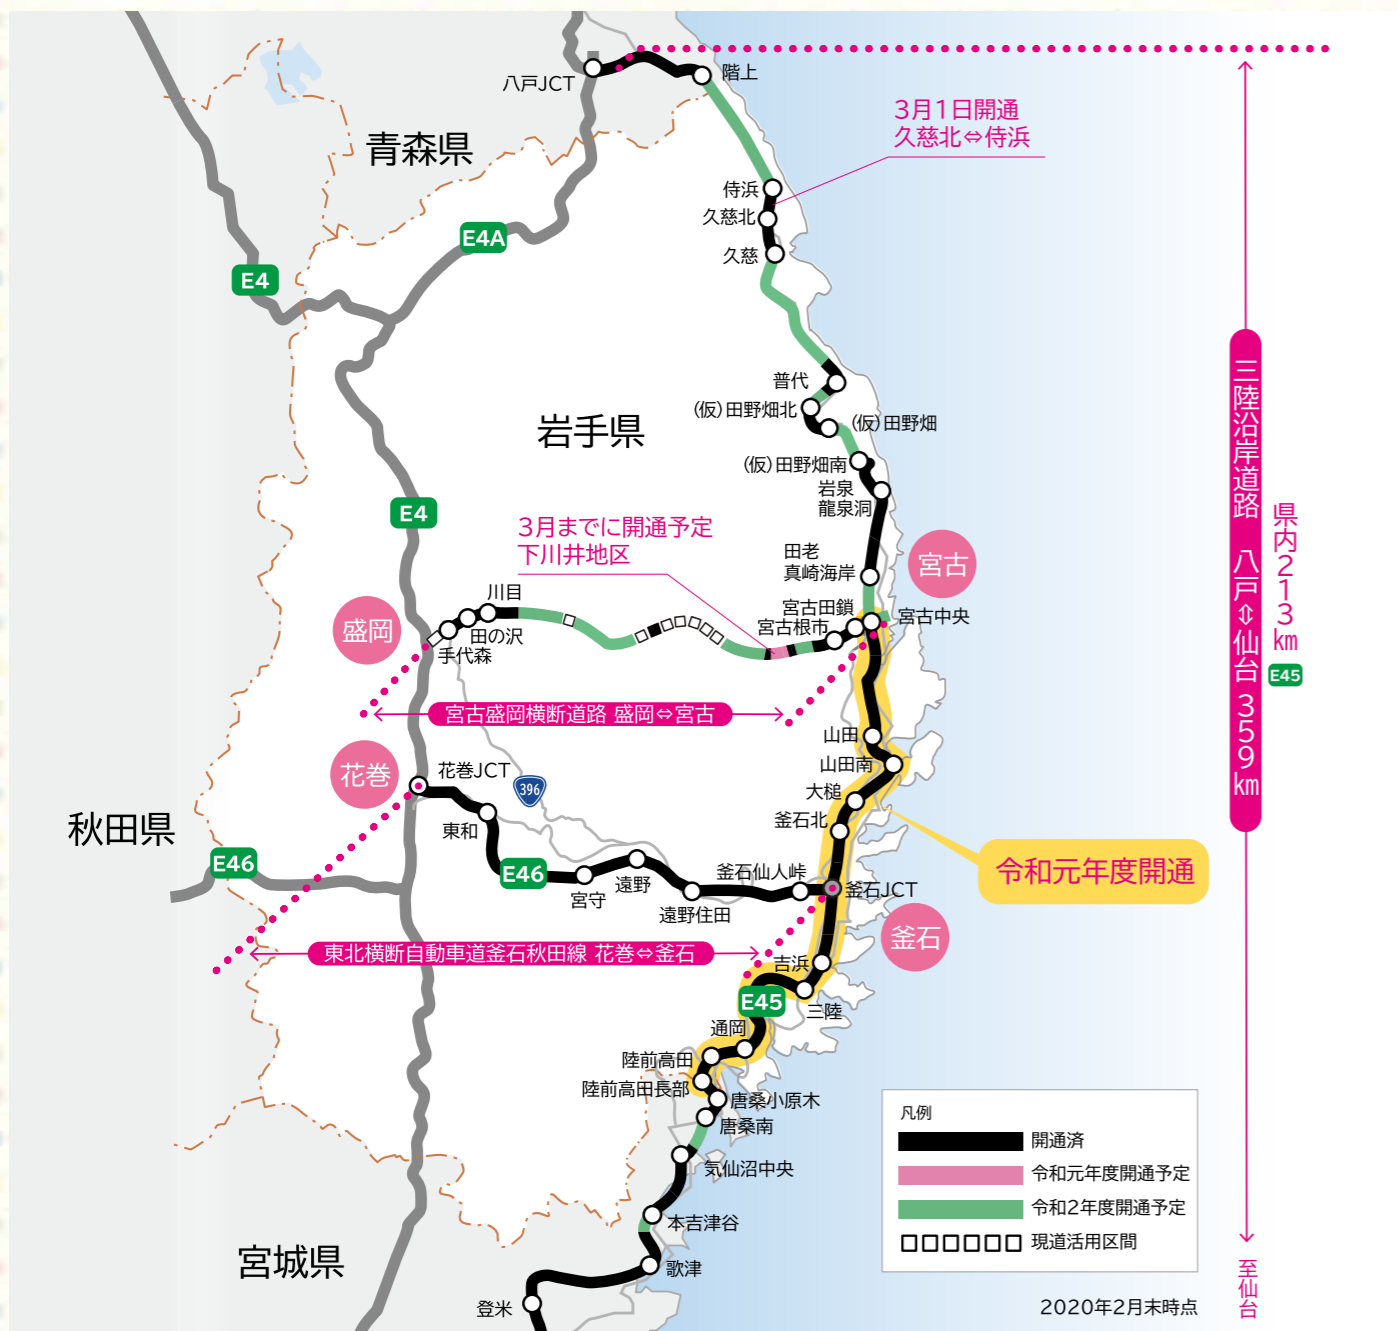 八戸JCT
階上
青森県
3月1日開通
久慈北⇔侍浜
侍浜
久慈北
久慈
E4A
E4
普代
(仮)田野畑北
(仮)田野畑
岩手県
(仮)田野畑南
岩泉
龍泉洞
E4
3月までに開通予定
下川井地区
田老
真崎海岸
宮古
川目
田の沢
手代森
盛岡
宮古田鎖
宮古根市
宮古中央
宮古盛岡横断道路 盛岡⇔宮古
山田
山田南
花巻
花巻JCT
396
大槌
釜石北
東和
秋田県
E46
E46
宮守
遠野
遠野住田
釜石仙人峠
釜石JCT
令和元年度開通
釜石
東北横断自動車道釜石秋田線 花巻⇔釜石
吉浜
E45
三陸
通岡
陸前高田
陸前高田長部
唐桑小原木
唐桑南
気仙沼中央
本吉津谷
歌津
登米
宮城県
三陸沿岸道路 八戸⇔仙台 359km
県内213km
E45
至仙台
凡例
開通済
令和元年度開通予定
令和2年度開通予定
現道活用区間
2020年2月末時点